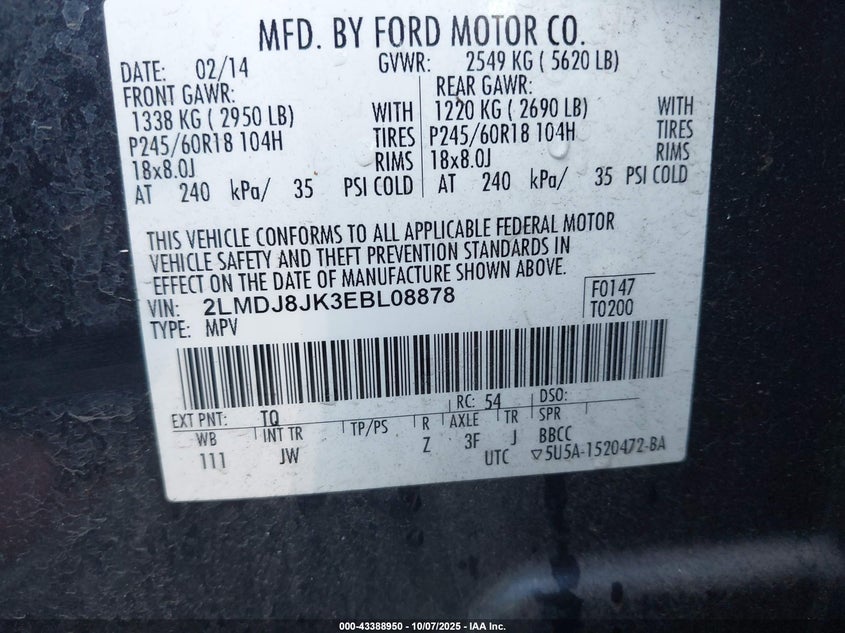 MFD. BY FORD MOTOR CO.
DATE: 02/14 GVWR: 2549 KG ( 5620 LB)
FRONT GAWR: REAR GAWR:
1338 KG ( 2950 LB) WITH 1220 KG ( 2690 LB) WITH
P245/60R18 104H TIRES P245/60R18 104H TIRES
18x8.0J RIMS 18x8.0J RIMS
AT 240 kPa/ 35 PSI COLD AT 240 kPa/ 35 PSI COLD
THIS VEHICLE CONFORMS TO ALL APPLICABLE FEDERAL MOTOR
VEHICLE SAFETY AND THEFT PREVENTION STANDARDS IN
EFFECT ON THE DATE OF MANUFACTURE SHOWN ABOVE.
VIN: 2LMDJ8JK3EBL08878 F0147
TYPE: MPV T0200
RC: 54 DSO:
EXT PNT: TQ
WB INT TR TP/PS R AXLE TR SPR
111 JW Z 3F J BBCC
UTC ▽5U5A-1520472-BA
000-43388950 - 10/07/2025 - IAA Inc.